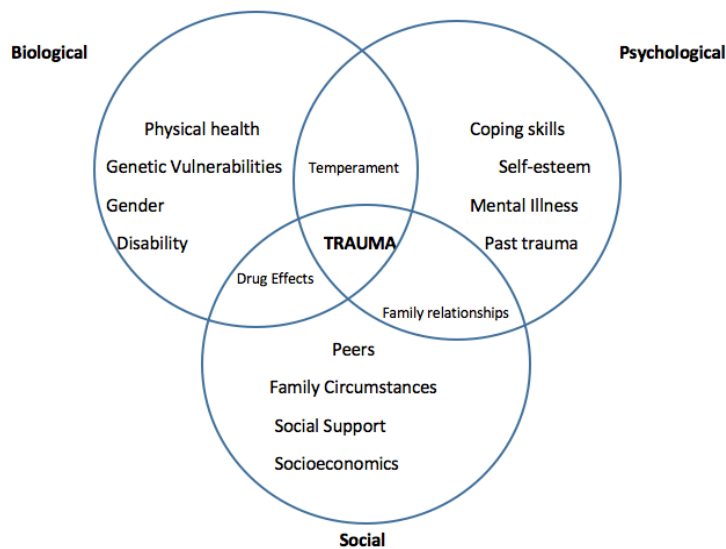 Biological
Psychological
Physical health
Genetic Vulnerabilities
Gender
Disability
Temperament
Coping skills
Self-esteem
Mental Illness
Past trauma
TRAUMA
Drug Effects
Family relationships
Peers
Family Circumstances
Social Support
Socioeconomics
Social